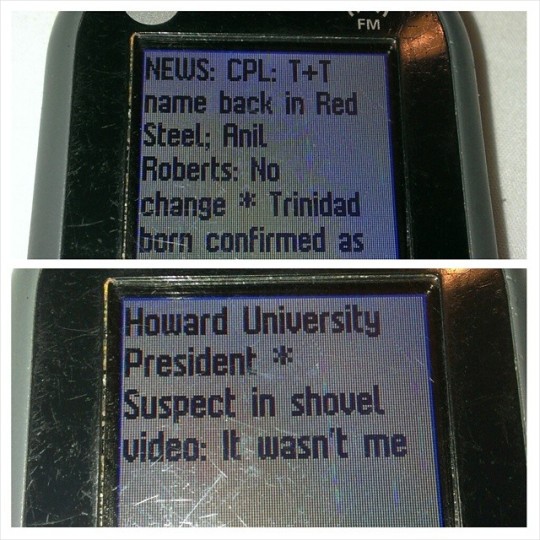 FM
NEWS: CPL: T+T
name back in Red
Steel; Anil
Roberts: No
change * Trinidad
born confirmed as
Howard University
President *
Suspect in shovel
video: It wasn't me